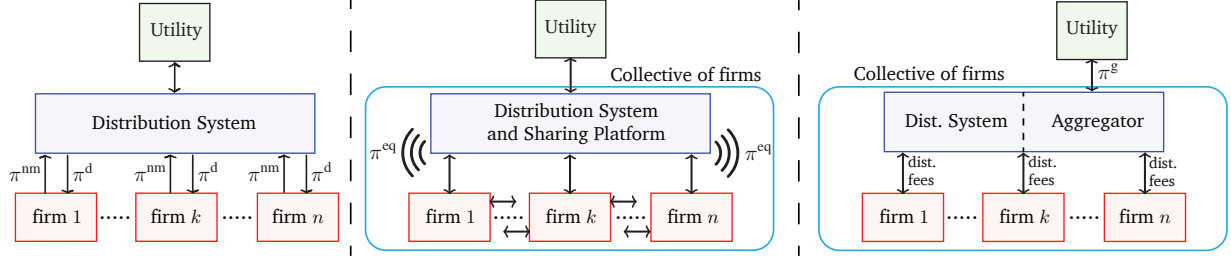 Utility
Distribution System
π^nm π^d π^nm π^d π^nm π^d
firm 1 ..... firm k ..... firm n
Utility
Collective of firms
Distribution System
and Sharing Platform
π^eq π^eq
firm 1 ..... firm k ..... firm n
Utility
π^g
Collective of firms
Dist. System Aggregator
dist. dist. dist.
fees fees fees
firm 1 ..... firm k ..... firm n